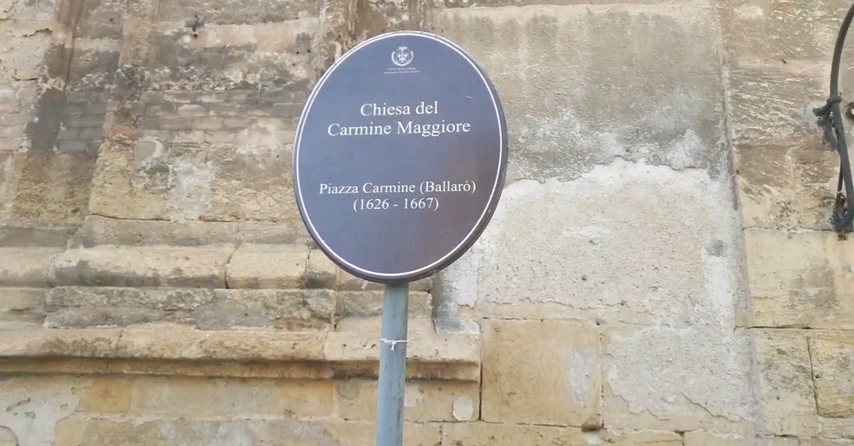 Chiesa del
Carmine Maggiore
Piazza Carmine (Ballarò)
(1626 - 1667)